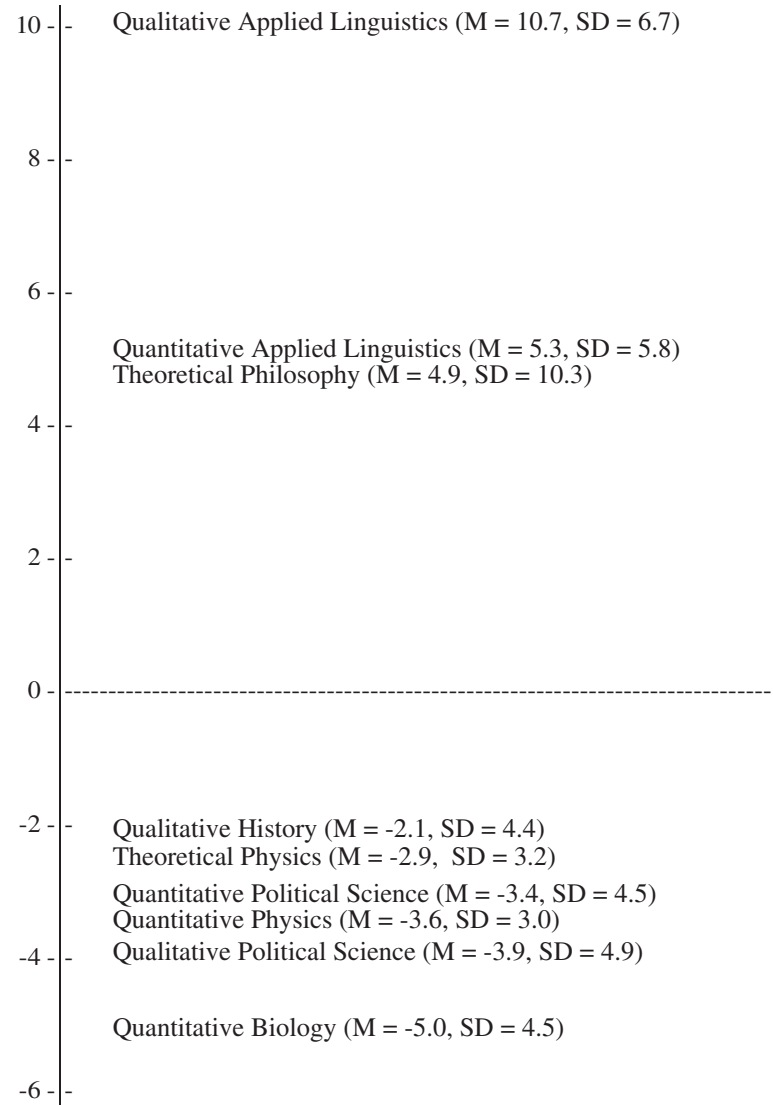 10 - - Qualitative Applied Linguistics (M = 10.7, SD = 6.7)
8 - -
6 - -
Quantitative Applied Linguistics (M = 5.3, SD = 5.8)
Theoretical Philosophy (M = 4.9, SD = 10.3)
4 - -
2 - -
0 - -----------------------------------------------------------------------
-2 - - Qualitative History (M = -2.1, SD = 4.4)
Theoretical Physics (M = -2.9, SD = 3.2)
Quantitative Political Science (M = -3.4, SD = 4.5)
Quantitative Physics (M = -3.6, SD = 3.0)
-4 - - Qualitative Political Science (M = -3.9, SD = 4.9)
Quantitative Biology (M = -5.0, SD = 4.5)
-6 - -